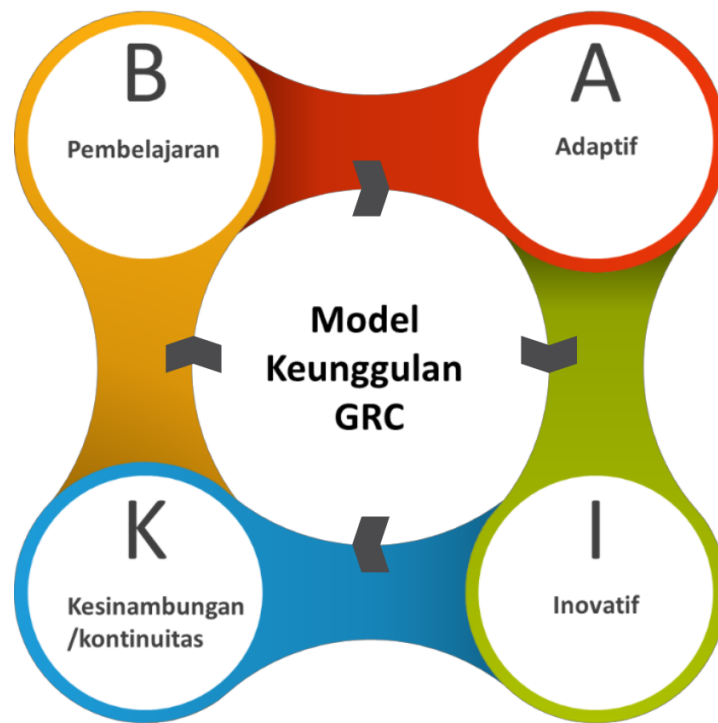 B
Pembelajaran
A
Adaptif
Model
Keunggulan
GRC
K
Kesinambungan
/kontinuitas
I
Inovatif